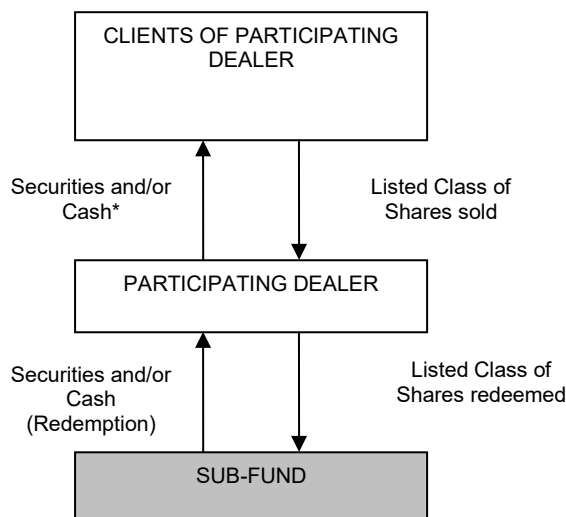 CLIENTS OF PARTICIPATING
DEALER
Securities and/or
Cash*
Listed Class of
Shares sold
PARTICIPATING DEALER
Securities and/or
Cash
(Redemption)
Listed Class of
Shares redeemed
SUB-FUND